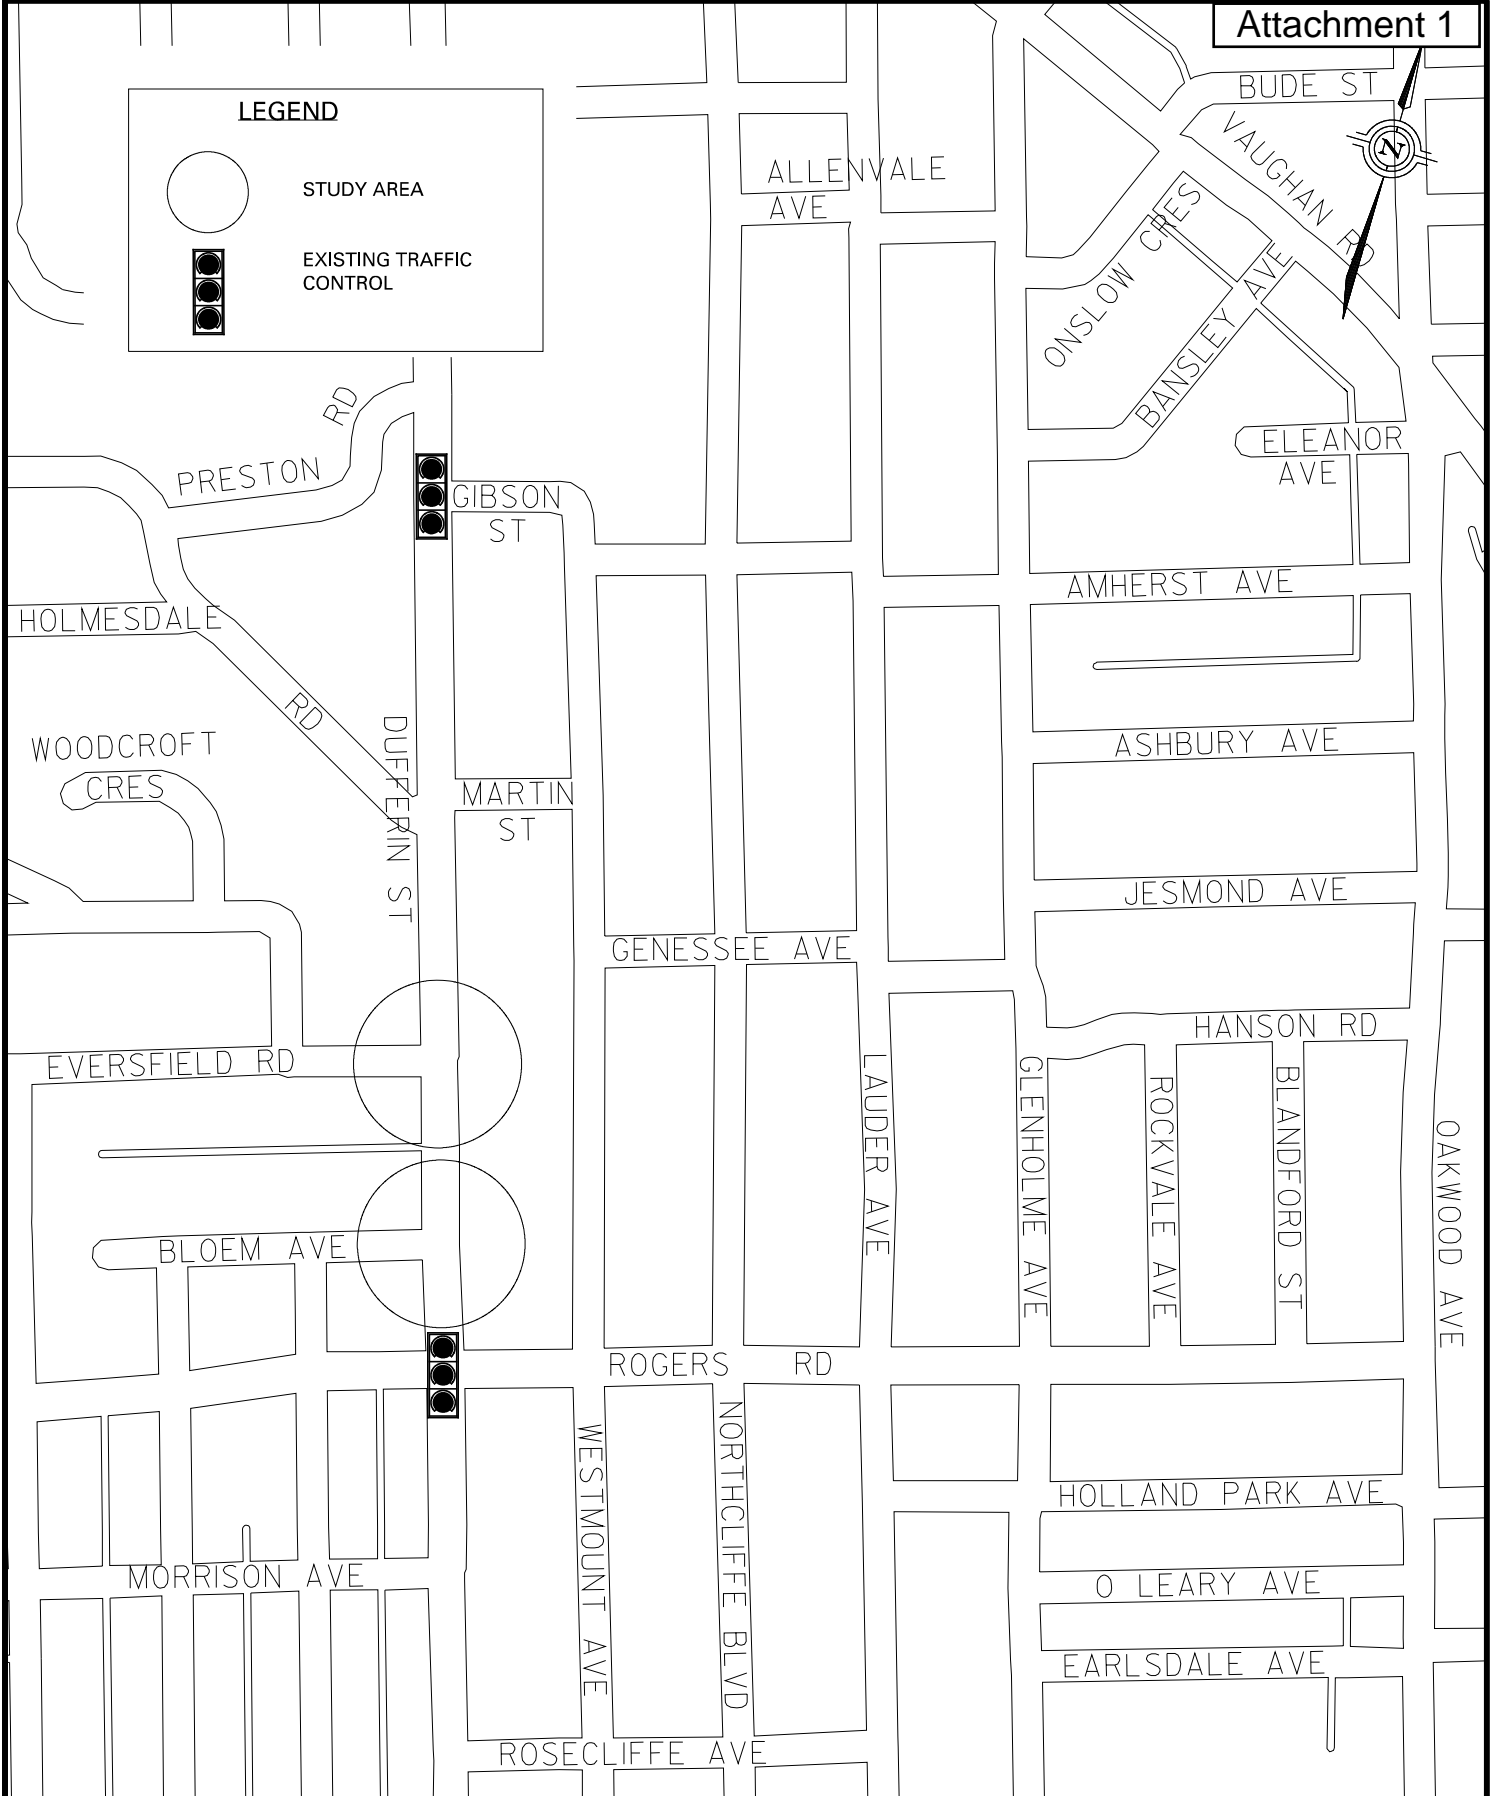 Attachment 1
LEGEND
STUDY AREA
EXISTING TRAFFIC
CONTROL
BUDE ST
VAUGHAN RD
N
ALLENVALE
AVE
ONSLOW CRES
BANSLEY AVE
ELEANOR
AVE
PRESTON RD
GIBSON
ST
AMHERST AVE
HOLMESDALE RD
DUFFERIN ST
WOODCROFT
CRES
MARTIN
ST
ASHBURY AVE
JESMOND AVE
GENESSEE AVE
HANSON RD
EVERSFIELD RD
LAUDER AVE
GLENHOLME AVE
ROCKVALE AVE
BLANDFORD ST
OAKWOOD AVE
BLOEM AVE
ROGERS RD
WESTMOUNT AVE
NORTHCLIFFE BLVD
HOLLAND PARK AVE
MORRISON AVE
O LEARY AVE
EARLSDALE AVE
ROSECLIFFE AVE